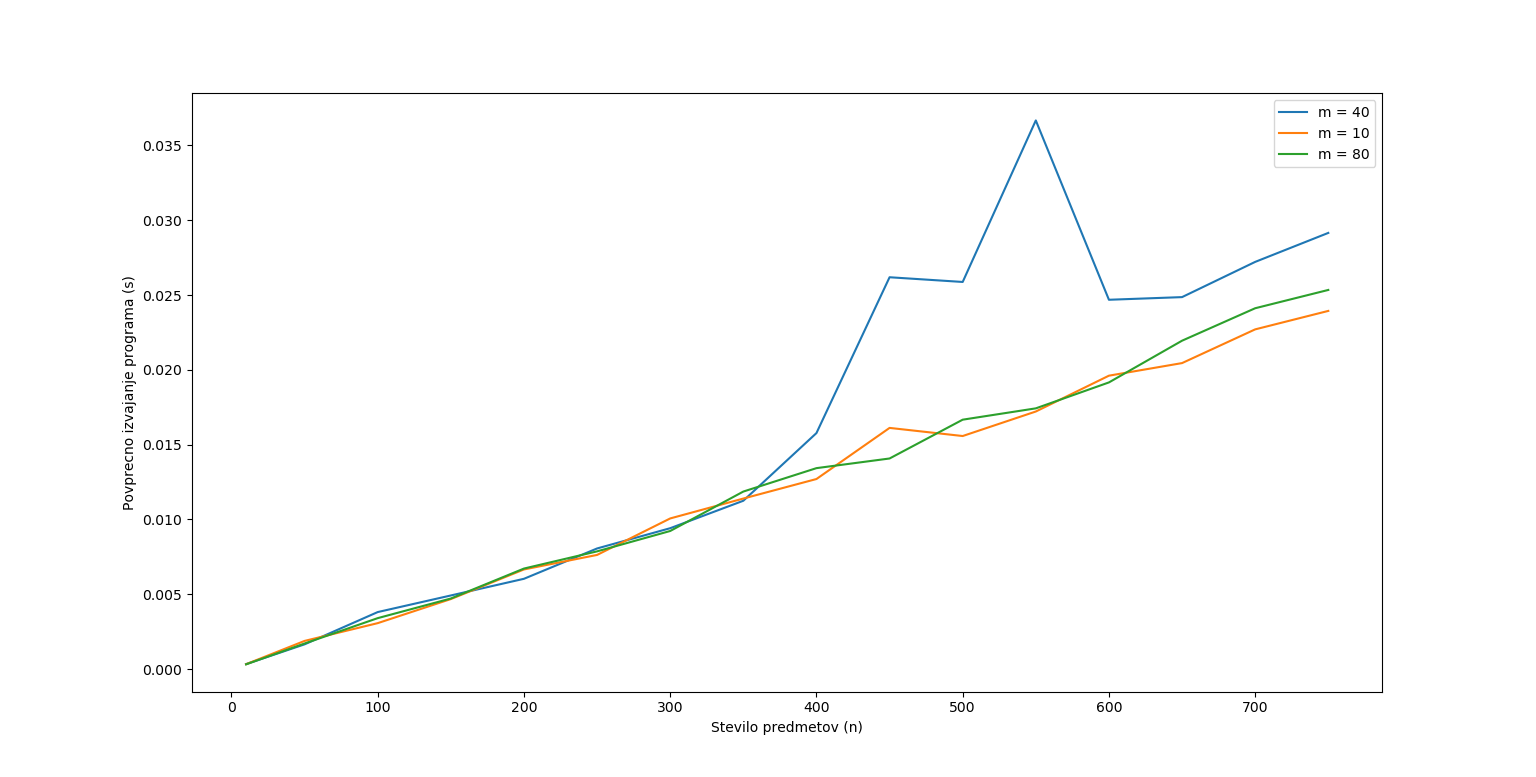 m = 40
m = 10
m = 80
Povprecno izvajanje programa (s)
0.035
0.030
0.025
0.020
0.015
0.010
0.005
0.000
0 100 200 300 400 500 600 700
Stevilo predmetov (n)